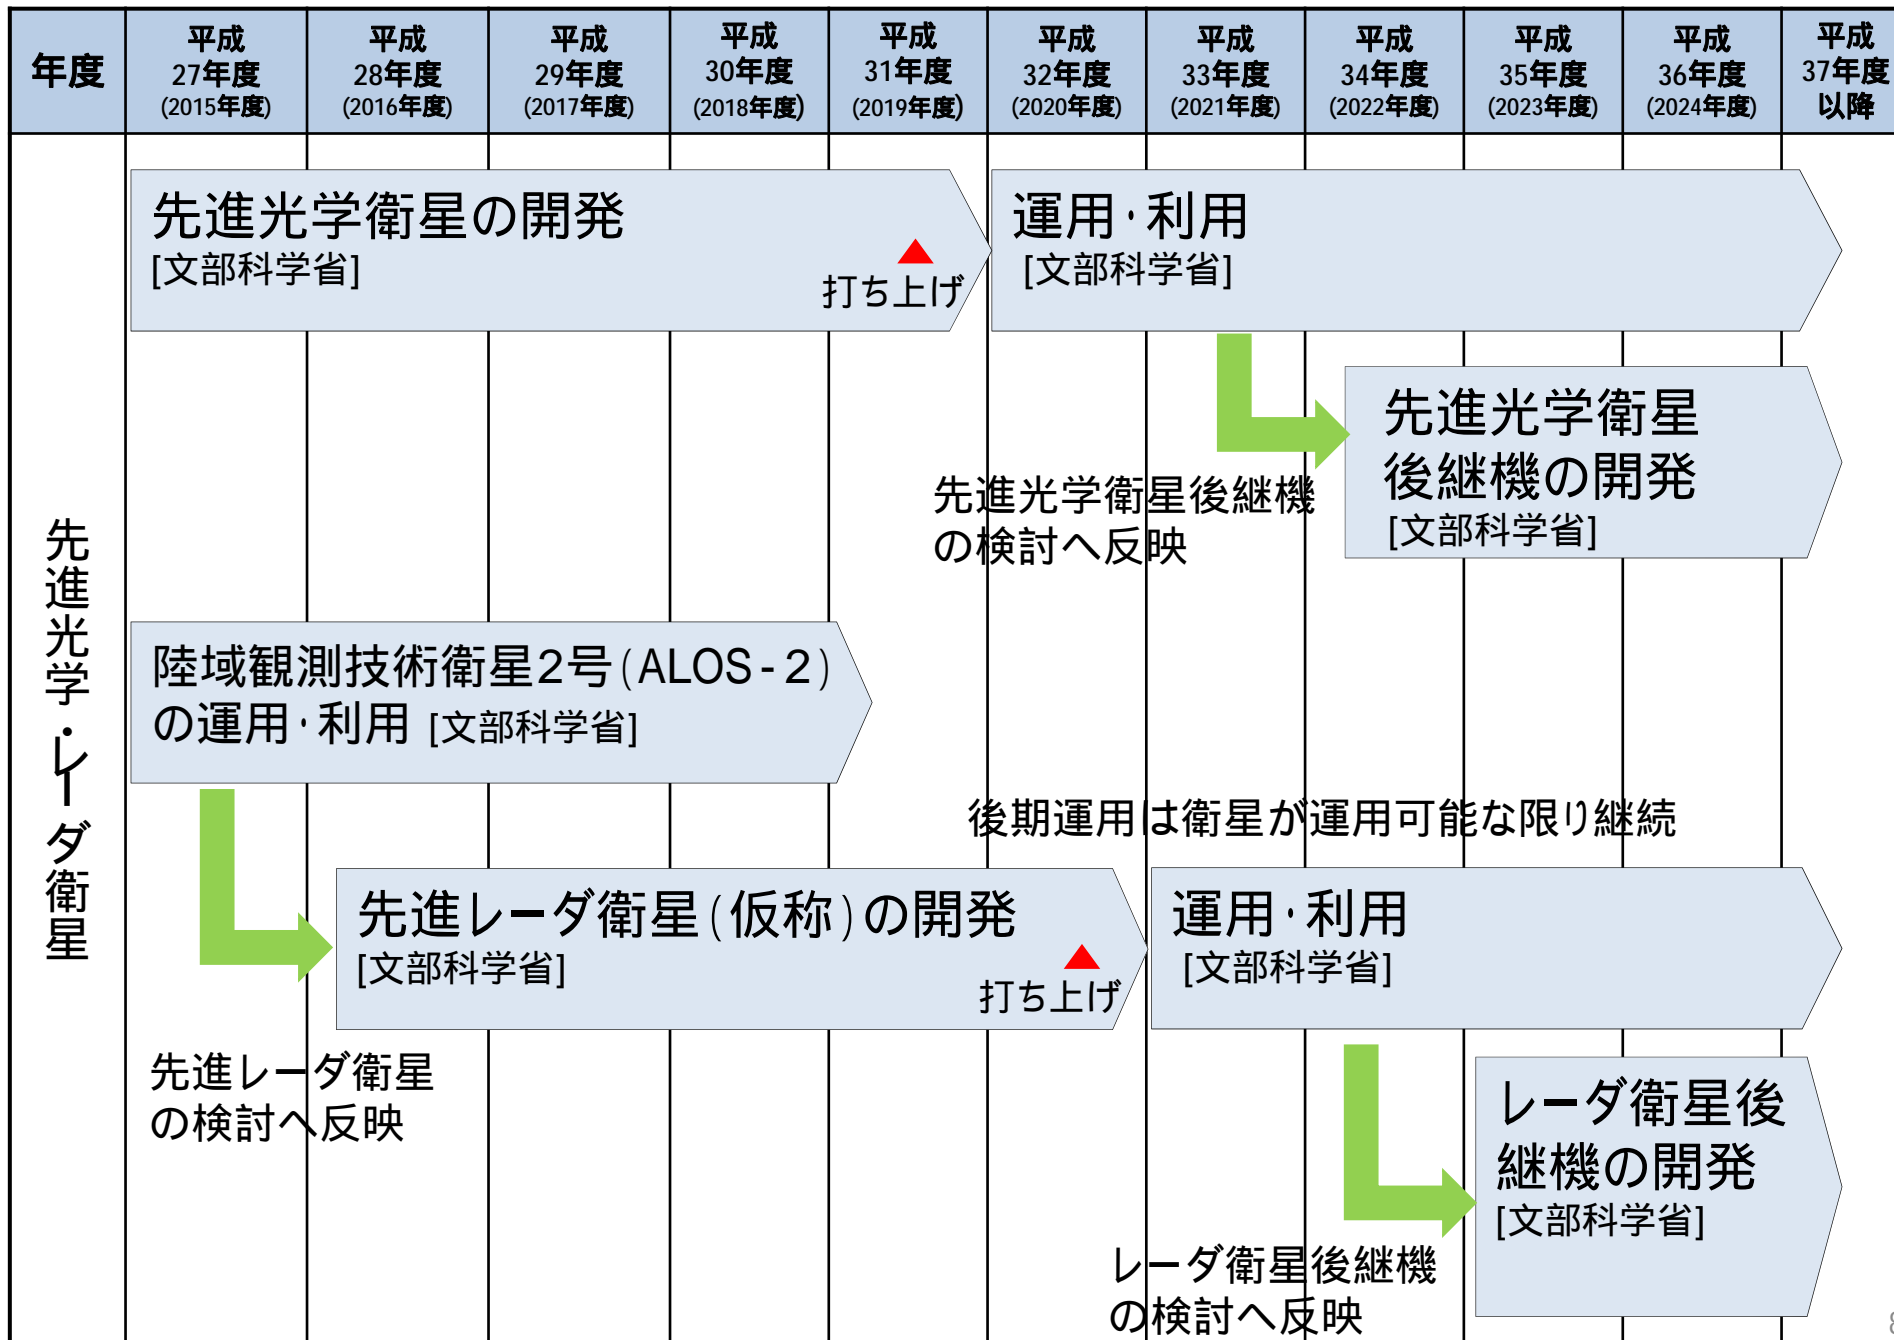 年度
平成
27年度
(2015年度)
平成
28年度
(2016年度)
平成
29年度
(2017年度)
平成
30年度
(2018年度)
平成
31年度
(2019年度)
平成
32年度
(2020年度)
平成
33年度
(2021年度)
平成
34年度
(2022年度)
平成
35年度
(2023年度)
平成
36年度
(2024年度)
平成
37年度
以降
先進光学・レーダ衛星
先進光学衛星の開発
[文部科学省]
打ち上げ
運用・利用
[文部科学省]
先進光学衛星
後継機の開発
[文部科学省]
先進光学衛星後継機
の検討へ反映
陸域観測技術衛星2号(ALOS-2)
の運用・利用 [文部科学省]
後期運用は衛星が運用可能な限り継続
先進レーダ衛星(仮称)の開発
[文部科学省]
打ち上げ
運用・利用
[文部科学省]
先進レーダ衛星
の検討へ反映
レーダ衛星後
継機の開発
[文部科学省]
レーダ衛星後継機
の検討へ反映